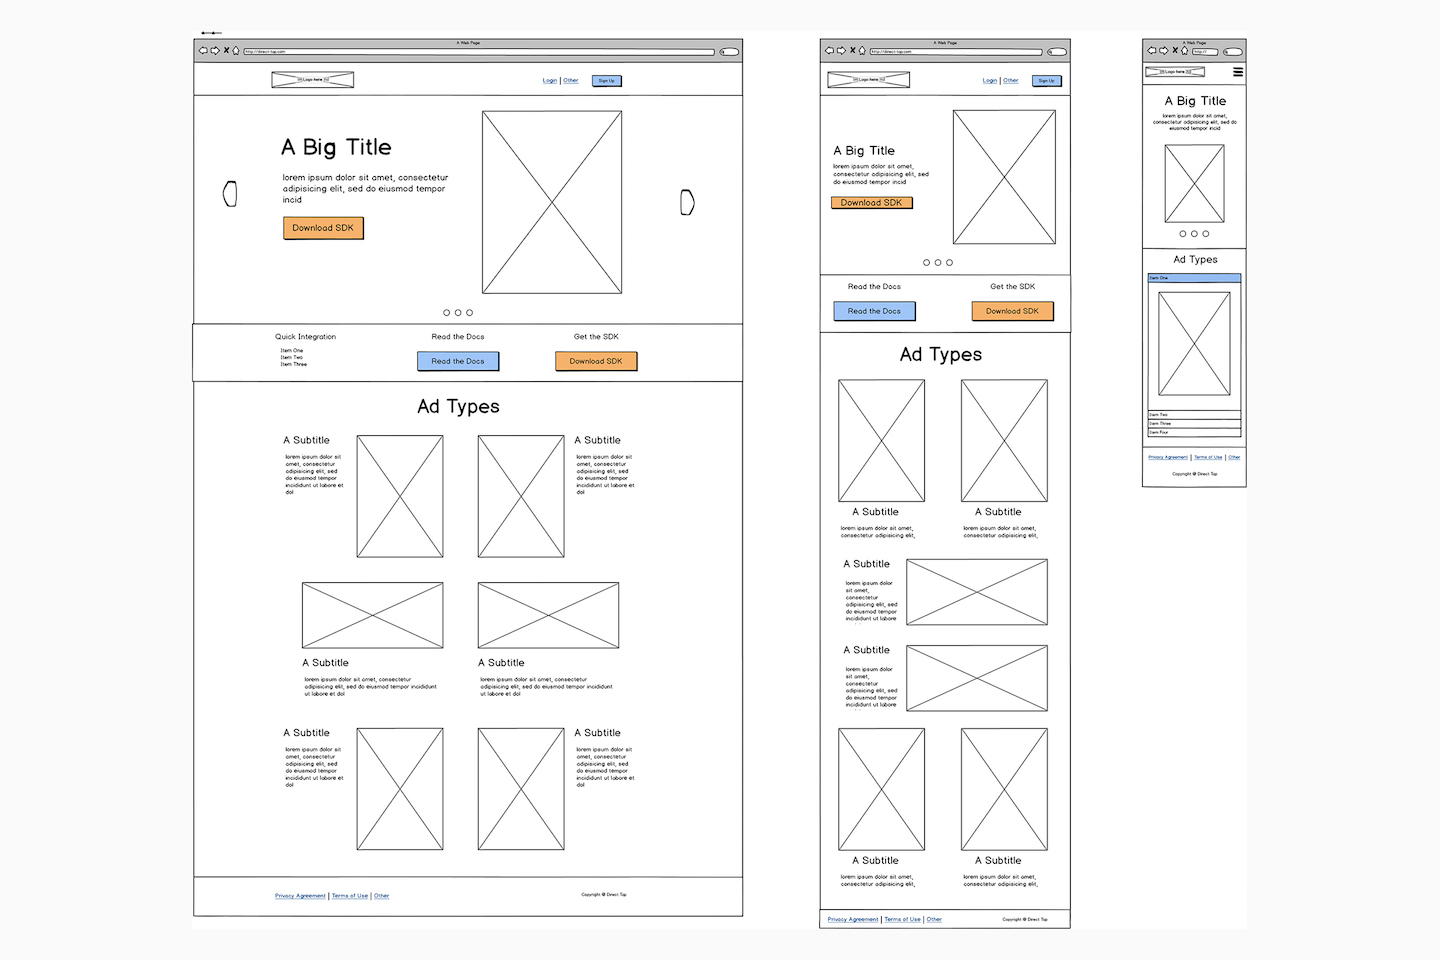 A Web Page
http://direct-tap.com
Logo here
Login | Other
Sign Up
A Big Title
lorem ipsum dolor sit amet, consectetur
adipisicing elit, sed do eiusmod tempor
incid
Download SDK
Quick Integration
Item One
Item Two
Item Three
Read the Docs
Read the Docs
Get the SDK
Download SDK
Ad Types
A Subtitle
lorem ipsum dolor sit
amet, consectetur
adipisicing elit, sed
do eiusmod tempor
incididunt ut labore et
dol
A Subtitle
lorem ipsum dolor sit
amet, consectetur
adipisicing elit, sed
do eiusmod tempor
incididunt ut labore et
dol
A Subtitle
lorem ipsum dolor sit amet, consectetur
adipisicing elit, sed do eiusmod tempor incididunt
ut labore et dol
A Subtitle
lorem ipsum dolor sit amet, consectetur
adipisicing elit, sed do eiusmod tempor incididunt
ut labore et dol
A Subtitle
lorem ipsum dolor sit
amet, consectetur
adipisicing elit, sed
do eiusmod tempor
incididunt ut labore et
dol
A Subtitle
lorem ipsum dolor sit
amet, consectetur
adipisicing elit, sed
do eiusmod tempor
incididunt ut labore et
dol
Privacy Agreement | Terms of Use | Other
Copyright @ Direct Tap
A Web Page
http://direct-tap.com
Logo here
Login | Other
Sign Up
A Big Title
lorem ipsum dolor sit amet,
consectetur adipisicing elit, sed
do eiusmod tempor incid
Download SDK
Read the Docs
Read the Docs
Get the SDK
Download SDK
Ad Types
A Subtitle
lorem ipsum dolor sit amet,
consectetur adipisicing elit,
A Subtitle
lorem ipsum dolor sit amet,
consectetur adipisicing elit,
A Subtitle
lorem ipsum dolor
sit amet,
consectetur
adipisicing elit, sed
do eiusmod tempor
incididunt ut labore
A Subtitle
lorem ipsum dolor
sit amet,
consectetur
adipisicing elit, sed
do eiusmod tempor
incididunt ut labore
A Subtitle
lorem ipsum dolor sit amet,
consectetur adipisicing elit,
A Subtitle
lorem ipsum dolor sit amet,
consectetur adipisicing elit,
Privacy Agreement | Terms of Use | Other
Copyright @ Direct Tap
A Web Page
http://
Logo here
A Big Title
lorem ipsum dolor sit amet,
consectetur adipisicing elit, sed do
eiusmod tempor incid
Ad Types
Item One
Item Two
Item Three
Item Four
Privacy Agreement | Terms of Use | Other
Copyright @ Direct Tap